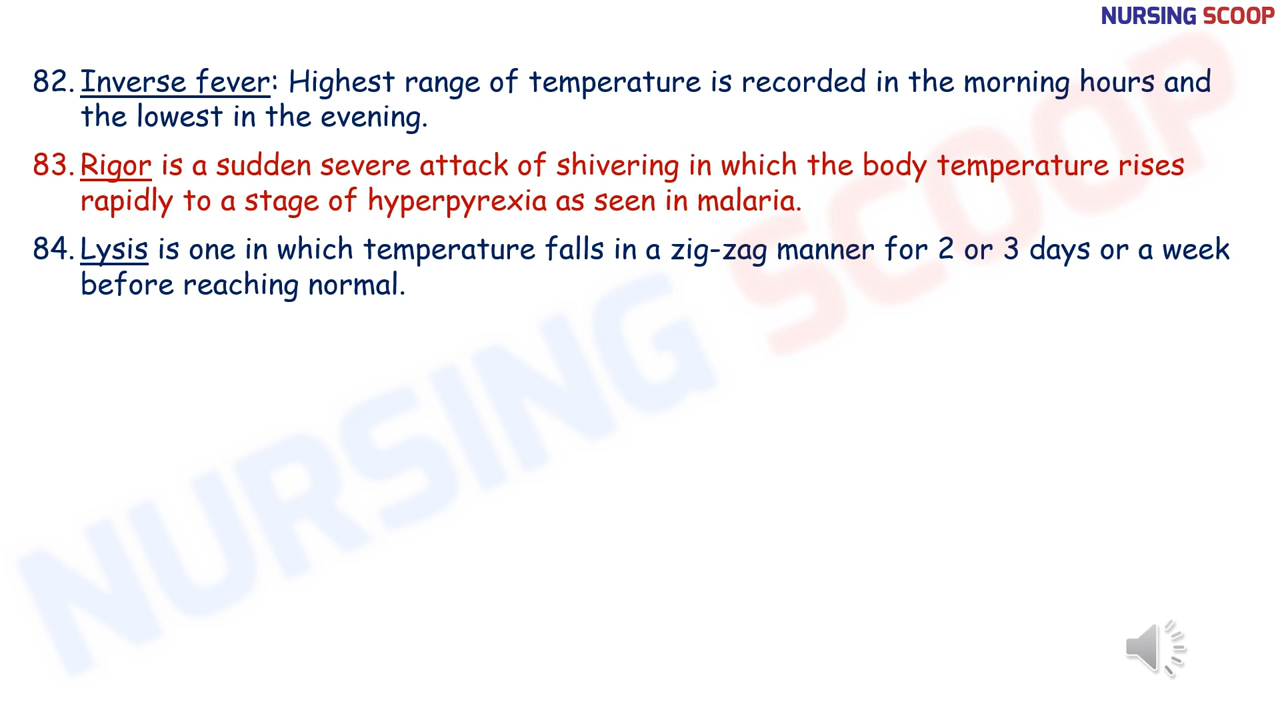 NURSING SCOOP
82. Inverse fever: Highest range of temperature is recorded in the morning hours and
the lowest in the evening.
83. Rigor is a sudden severe attack of shivering in which the body temperature rises
rapidly to a stage of hyperpyrexia as seen in malaria.
84. Lysis is one in which temperature falls in a zig-zag manner for 2 or 3 days or a week
before reaching normal.
NURSING SCOOP